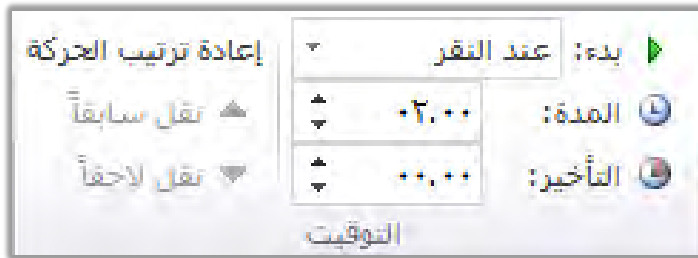 بدء: عند النقر إعادة ترتيب الحركة
المدة: ٠٢.٠٠ نقل سابقاً
التأخير: ٠٠.٠٠ نقل لاحقاً
التوقيت